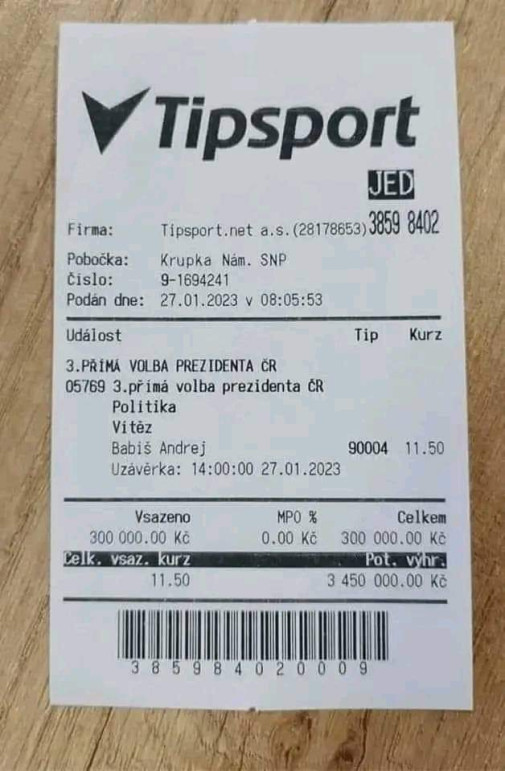 Tipsport
JED
Firma: Tipsport.net a.s.(28178653) 3859 8402
Pobočka: Krupka Nám. SNP
Číslo: 9-1694241
Podán dne: 27.01.2023 v 08:05:53
Událost Tip Kurz
3.PŘÍMÁ VOLBA PREZIDENTA ČR
05769 3.přímá volba prezidenta ČR
Politika
Vítěz
Babiš Andrej 90004 11.50
Uzávěrka: 14:00:00 27.01.2023
Vsazeno MPO % Celkem
300 000.00 Kč 0.00 Kč 300 000.00 Kč
Celk. vsaz. kurz Pot. výhr.
11.50 3 450 000.00 Kč
385984020009